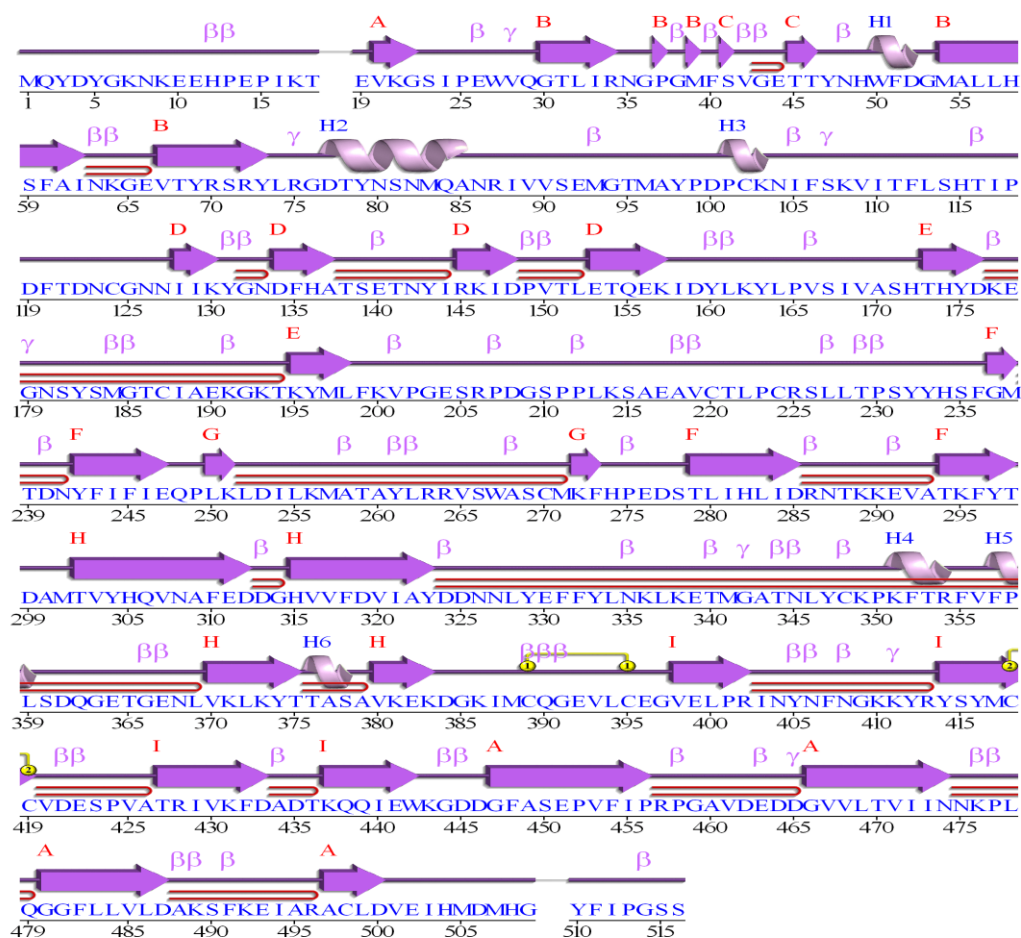 A B B B C C H1 B
ββ β γ β β ββ β
MQYDYGKNKEEHPEPIKT EVKGSIPEWVQGTLIRNGPGMFSVGETTYNHWFDGMALLH
1 5 10 15 19 25 30 35 40 45 50 55
B H2 H3
ββ γ β β γ β
SFAINKGEVTYRSRYLRGDTYNSNMQANRIVVSEMGTMAYPDPCKNIFSKVITFLSHTIP
59 65 70 75 80 85 90 95 100 105 110 115
D D D D E
ββ β ββ ββ β β
DFTDNCGNNIIKYGNDFHATSETNYIRKIDPVTLETQEKIDYLKYLPVSIVASHTHYDKE
119 125 130 135 140 145 150 155 160 165 170 175
E F
γ ββ β β β β ββ β ββ
GNSYSMGTCIAEKGKTKYMLFKVPGESRPDGSPPLKSAEAVCTLPCRSLLTPSYYHSFGM
179 185 190 195 200 205 210 215 220 225 230 235
F G G F F
β β ββ β β β
TDNYFIFIEQPLKLDILKMATAYLRRVSWASCMKFHPEDSTLIHLIDRNTKKEVATKFYT
239 245 250 255 260 265 270 275 280 285 290 295
H H H4 H5
β β β β γ ββ β
DAMTVYHQVNAFEDDGHVVFDVIAYDDNNLYEFFYLNKLKETMGATNLYCKPKFTRFVFP
299 305 310 315 320 325 330 335 340 345 350 355
H H6 H I I
ββ βββ ββ β γ
1 1 2
LSDQGETGENLVKLKYTTASAVKEKDGKIMCQGEVLCEGVELPRINYNFNGKKYRYSYMC
359 365 370 375 380 385 390 395 400 405 410 415
I I A A
ββ β ββ β β γ ββ
2
CVDESPVATRIVKFDADTKQQIEWKGDDGFASEPVFIPRPGAVDEDDGVVLTVIINNKPL
419 425 430 435 440 445 450 455 460 465 470 475
A A
ββ β β
QGGFLLVLDAKSFKEIARACLDVEIHMDMHG YFIPGSS
479 485 490 495 500 505 510 515